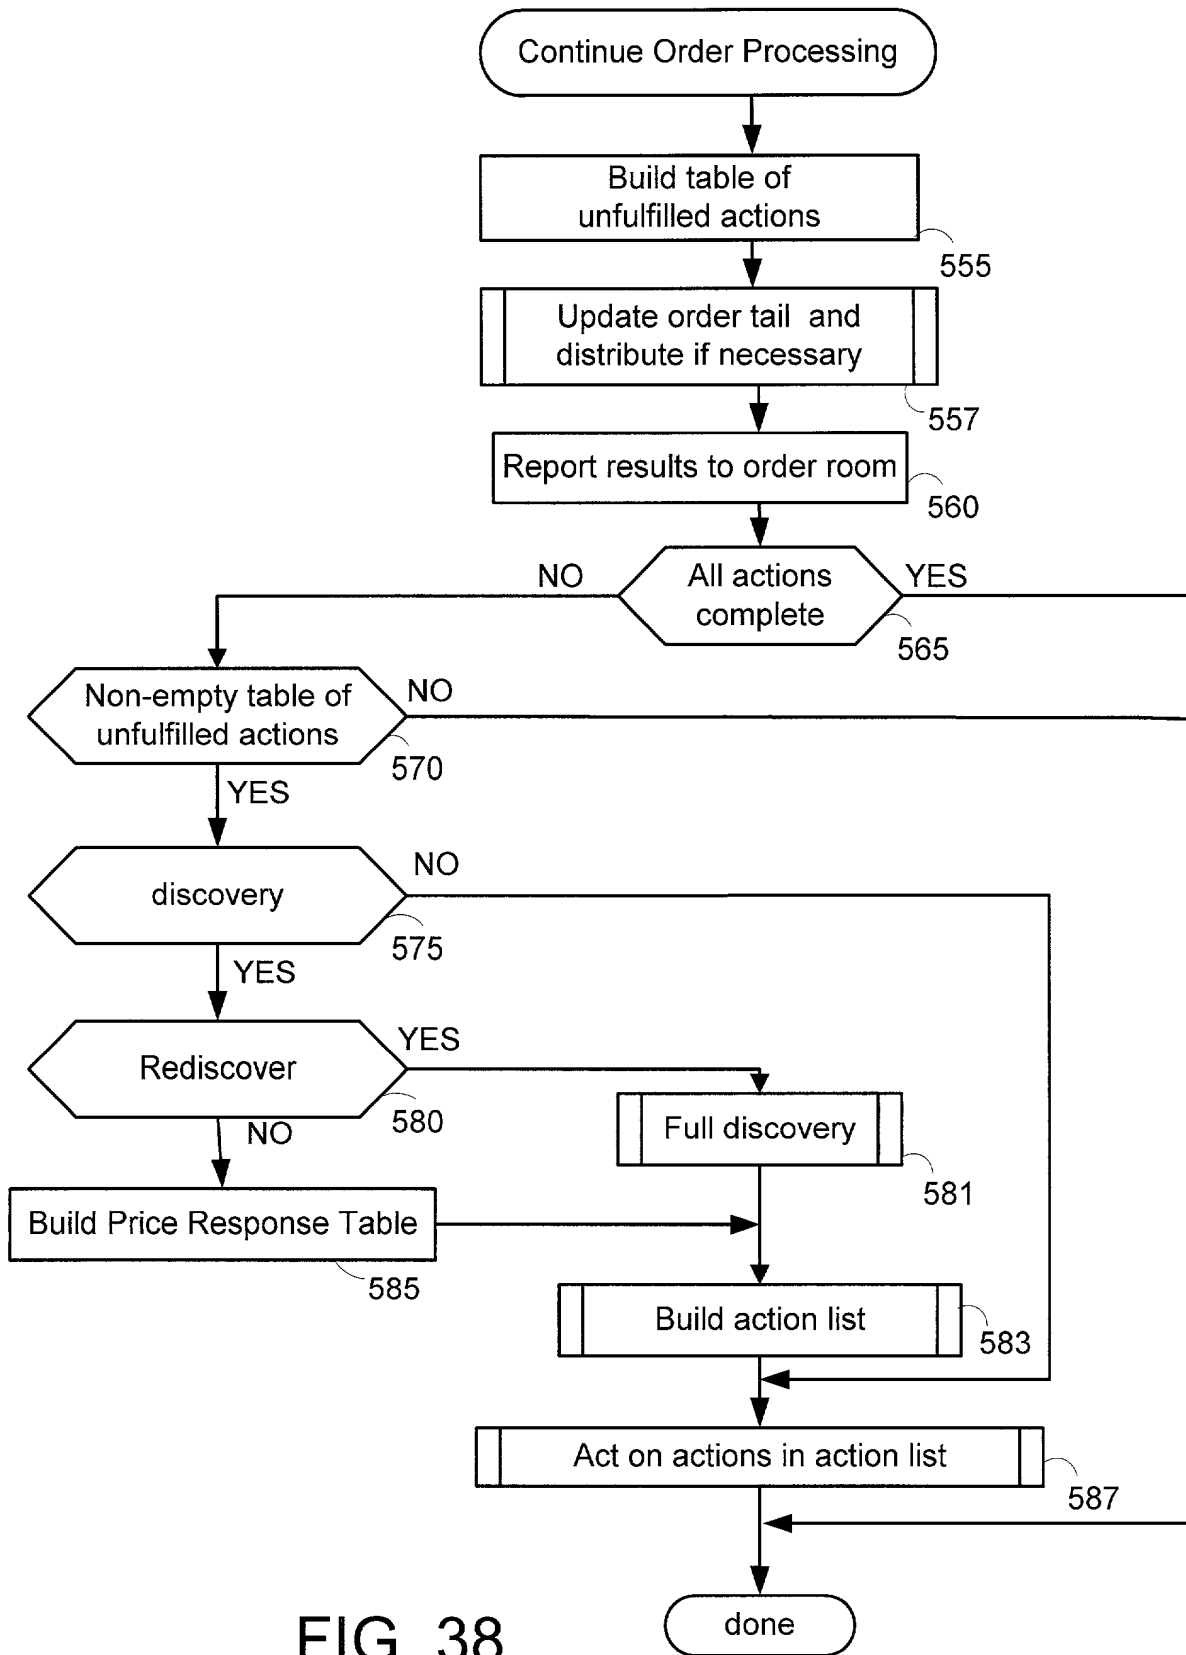 Continue Order Processing
Build table of
unfulfilled actions
555
Update order tail and
distribute if necessary
557
Report results to order room
560
NO
All actions
complete
YES
565
Non-empty table of
unfulfilled actions
NO
570
YES
discovery
NO
575
YES
Rediscover
YES
580
NO
Full discovery
581
Build Price Response Table
585
Build action list
583
Act on actions in action list
587
done
FIG. 38